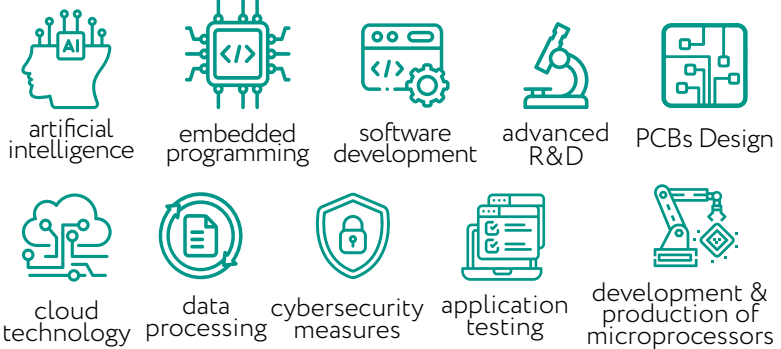 AI
artificial
intelligence
</>
embedded
programming
</>
software
development
advanced
R&D
PCBs Design
cloud
technology
data
processing
cybersecurity
measures
application
testing
development &
production of
microprocessors